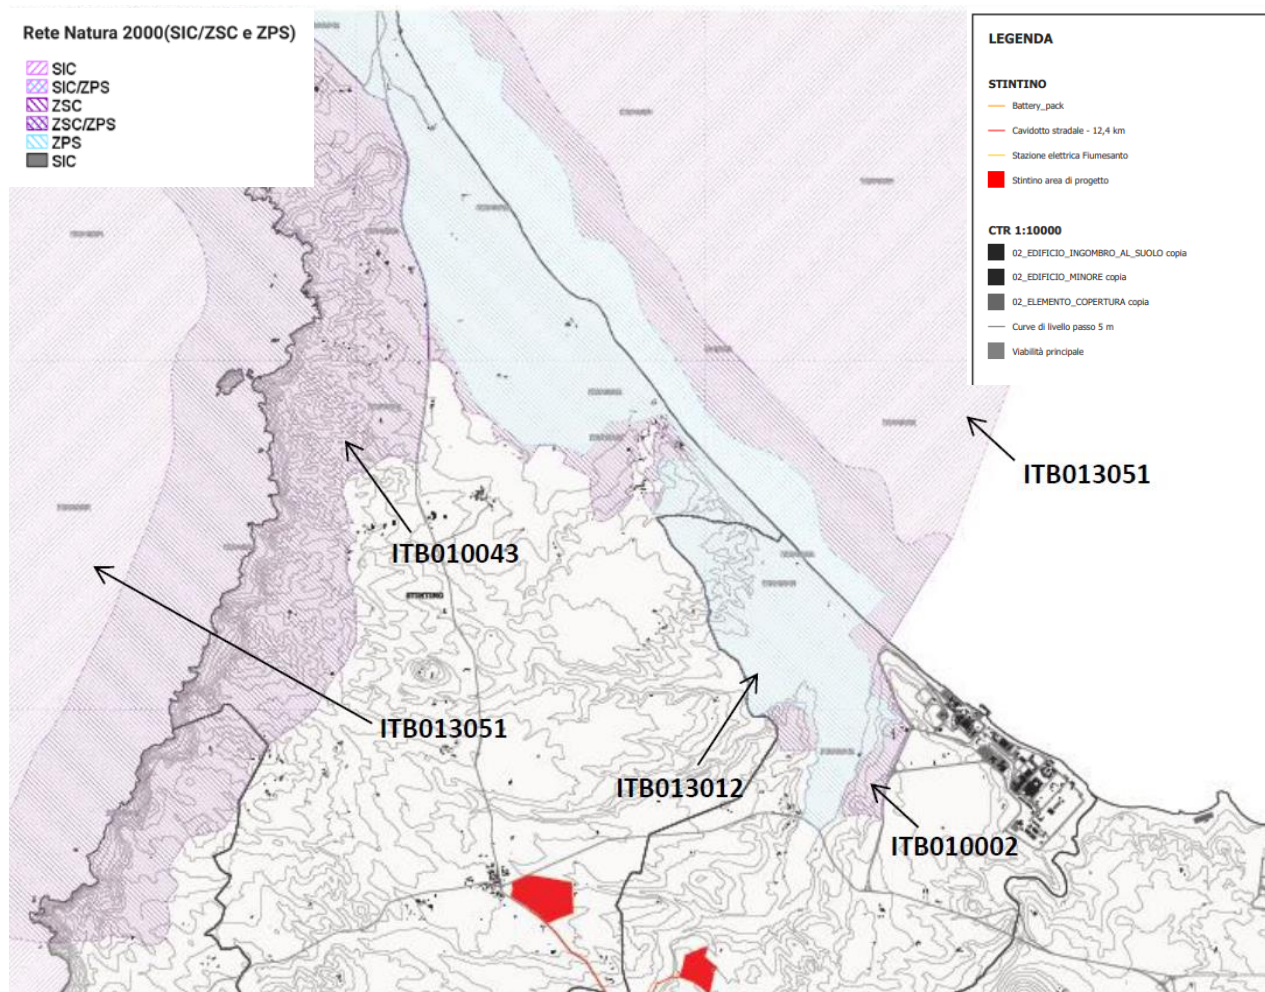 Rete Natura 2000(SIC/ZSC e ZPS)
SIC
SIC/ZPS
ZSC
ZSC/ZPS
ZPS
SIC
LEGENDA
STINTINO
Battery_pack
Cavidotto stradale - 12,4 km
Stazione elettrica Fiumesanto
Stintino area di progetto
CTR 1:10000
02_EDIFICIO_INGOMBRO_AL_SUOLO copia
02_EDIFICIO_MINORE copia
02_ELEMENTO_COPERTURA copia
Curve di livello passo 5 m
Viabilità principale
ITB013051
ITB010043
STINTINO
ITB013051
ITB013012
ITB010002